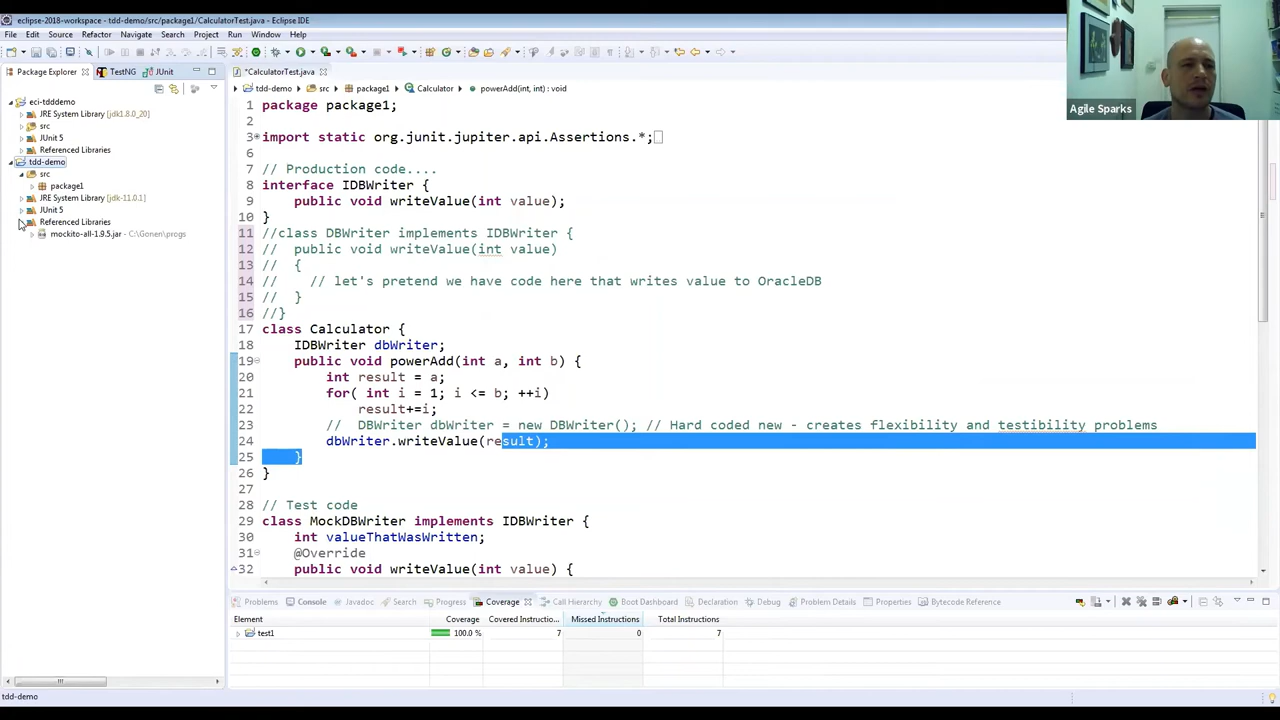 eclipse-2018-workspace - tdd-demo/src/package1/CalculatorTest.java - Eclipse IDE
File Edit Source Refactor Navigate Search Project Run Window Help
Package Explorer TestNG JUnit
eci-tdddemo
JRE System Library [jdk1.8.0_20]
src
JUnit 5
Referenced Libraries
tdd-demo
src
package1
JRE System Library [jdk-11.0.1]
JUnit 5
Referenced Libraries
mockito-all-1.9.5.jar - C:\Gonen\progs
*CalculatorTest.java
tdd-demo src package1 Calculator powerAdd(int, int) : void
1 package package1;
2
3 import static org.junit.jupiter.api.Assertions.*;
6
7 // Production code....
8 interface IDBWriter {
9 public void writeValue(int value);
10 }
11 //class DBWriter implements IDBWriter {
12 // public void writeValue(int value)
13 // {
14 // // let's pretend we have code here that writes value to OracleDB
15 // }
16 //}
17 class Calculator {
18 IDBWriter dbWriter;
19 public void powerAdd(int a, int b) {
20 int result = a;
21 for( int i = 1; i <= b; ++i)
22 result+=i;
23 // DBWriter dbWriter = new DBWriter(); // Hard coded new - creates flexibility and testibility problems
24 dbWriter.writeValue(result);
25 }
26 }
27
28 // Test code
29 class MockDBWriter implements IDBWriter {
30 int valueThatWasWritten;
31 @Override
32 public void writeValue(int value) {
Problems Console Javadoc Search Progress Coverage Call Hierarchy Boot Dashboard Declaration Debug Problem Details Properties Bytecode Reference
Element Coverage Covered Instructio... Missed Instructions Total Instructions
test1 100.0 % 7 0 7
tdd-demo
Agile Sparks